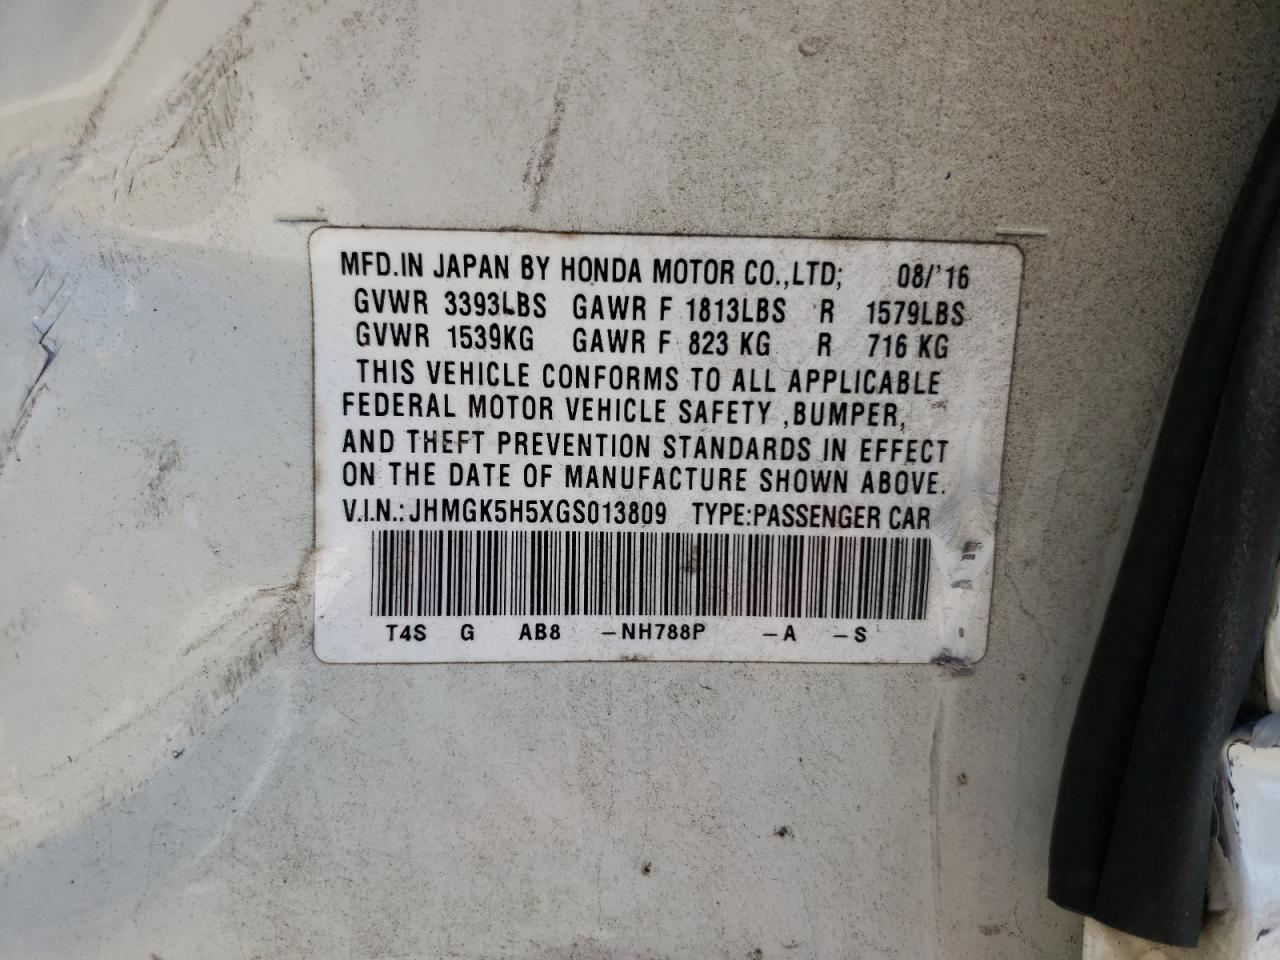 MFD.IN JAPAN BY HONDA MOTOR CO.,LTD; 08/'16
GVWR 3393LBS GAWR F 1813LBS R 1579LBS
GVWR 1539KG GAWR F 823 KG R 716 KG
THIS VEHICLE CONFORMS TO ALL APPLICABLE
FEDERAL MOTOR VEHICLE SAFETY ,BUMPER,
AND THEFT PREVENTION STANDARDS IN EFFECT
ON THE DATE OF MANUFACTURE SHOWN ABOVE.
V.I.N.: JHMGK5H5XGS013809 TYPE:PASSENGER CAR
T4S G AB8 -NH788P -A -S